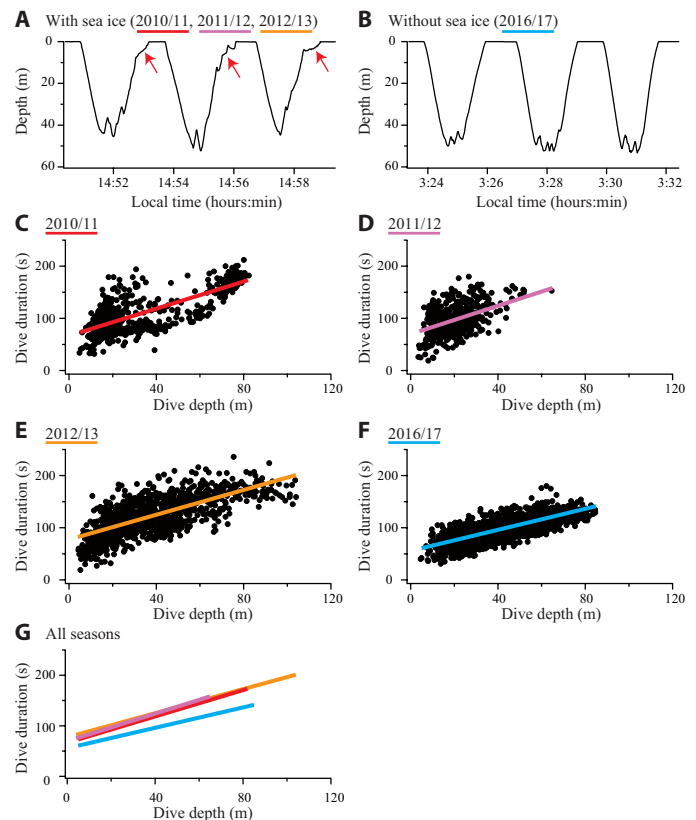 A With sea ice (2010/11, 2011/12, 2012/13)
0
20
40
60
Depth (m)
14:52 14:54 14:56 14:58
Local time (hours:min)
B Without sea ice (2016/17)
0
20
40
60
Depth (m)
3:24 3:26 3:28 3:30 3:32
Local time (hours:min)
C 2010/11
200
100
0
Dive duration (s)
0 40 80 120
Dive depth (m)
D 2011/12
200
100
0
Dive duration (s)
0 40 80 120
Dive depth (m)
E 2012/13
200
100
0
Dive duration (s)
0 40 80 120
Dive depth (m)
F 2016/17
200
100
0
Dive duration (s)
0 40 80 120
Dive depth (m)
G All seasons
200
100
0
Dive duration (s)
0 40 80 120
Dive depth (m)